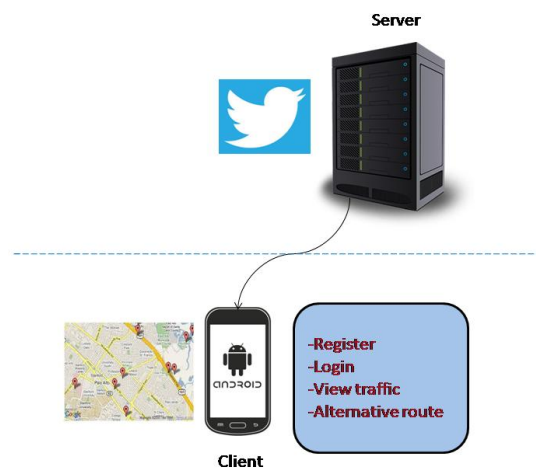 Server
-Register
-Login
-View traffic
-Alternative route
ANDROID
Client